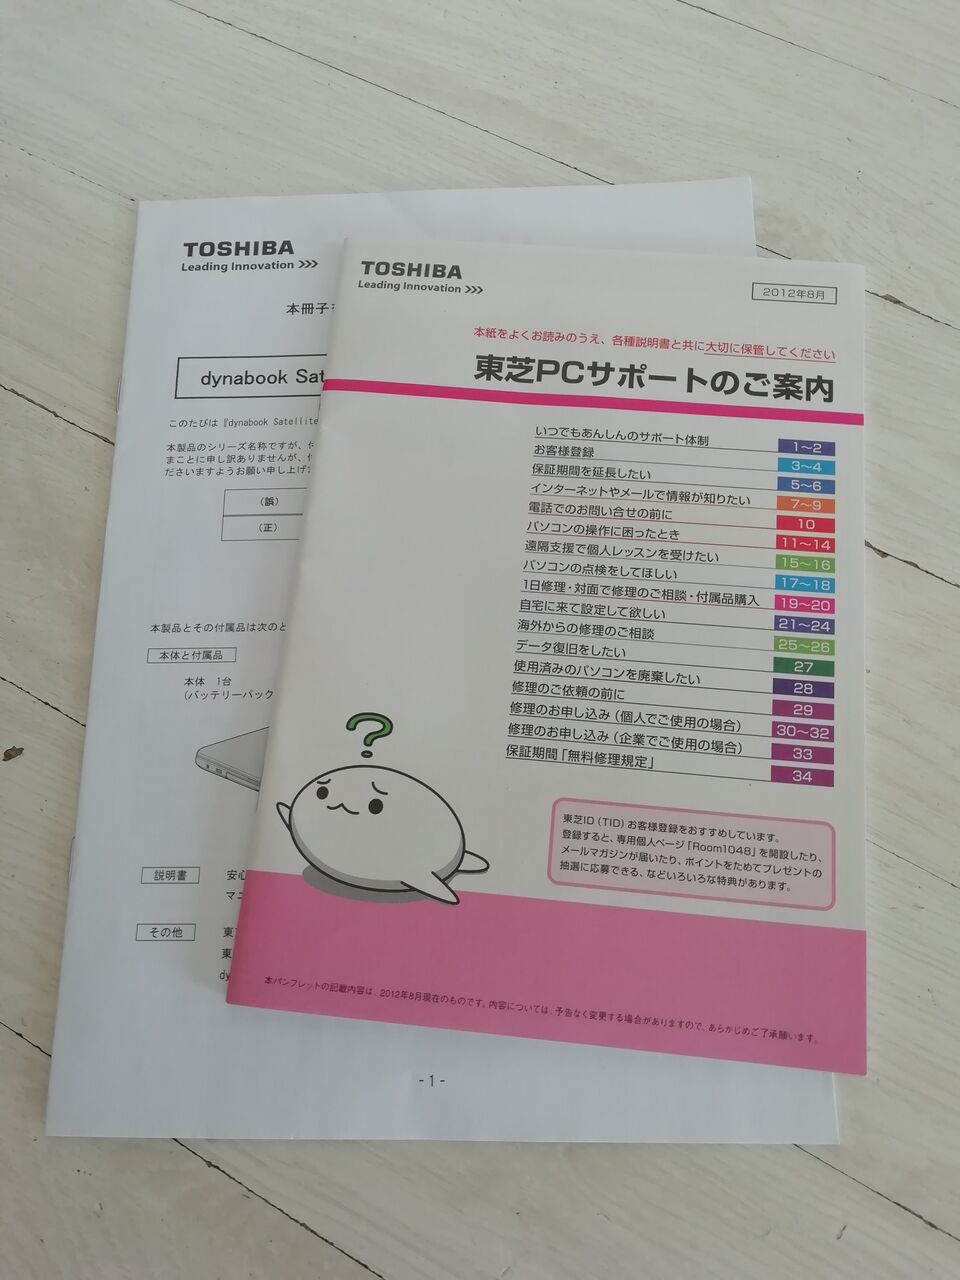 TOSHIBA
Leading Innovation >>>
本冊子を
dynabook Sat
このたびは『dynabook Satellite
本製品のシリーズ名称ですが、
まことに申し訳ありませんが、
ださいますようお願い申し上げ
(誤)
(正)
本製品とその付属品は次のと
本体と付属品
本体 1台
(バッテリーパック
説明書
安心
マニ
その他
東芝
東
dy
- 1 -
TOSHIBA
Leading Innovation >>>
2012年8月
本紙をよくお読みのうえ、各種説明書と共に大切に保管してください
東芝PCサポートのご案内
いつでもあんしんのサポート体制 1〜2
お客様登録 3〜4
保証期間を延長したい 5〜6
インターネットやメールで情報が知りたい 7〜9
電話でのお問い合せの前に 10
パソコンの操作に困ったとき 11〜14
遠隔支援で個人レッスンを受けたい 15〜16
パソコンの点検をしてほしい 17〜18
1日修理・対面で修理のご相談・付属品購入 19〜20
自宅に来て設定して欲しい 21〜24
海外からの修理のご相談 25〜26
データ復旧をしたい 27
使用済みのパソコンを廃棄したい 28
修理のご依頼の前に 29
修理のお申し込み（個人でご使用の場合） 30〜32
修理のお申し込み（企業でご使用の場合） 33
保証期間「無料修理規定」 34
?
東芝ID（TID）お客様登録をおすすめしています。
登録すると、専用個人ページ「Room1048」を開設したり、
メールマガジンが届いたり、ポイントをためてプレゼントの
抽選に応募できる、などいろいろな特典があります。
本パンフレットの記載内容は、2012年8月現在のものです。内容については、予告なく変更する場合がありますので、あらかじめご了承願います。